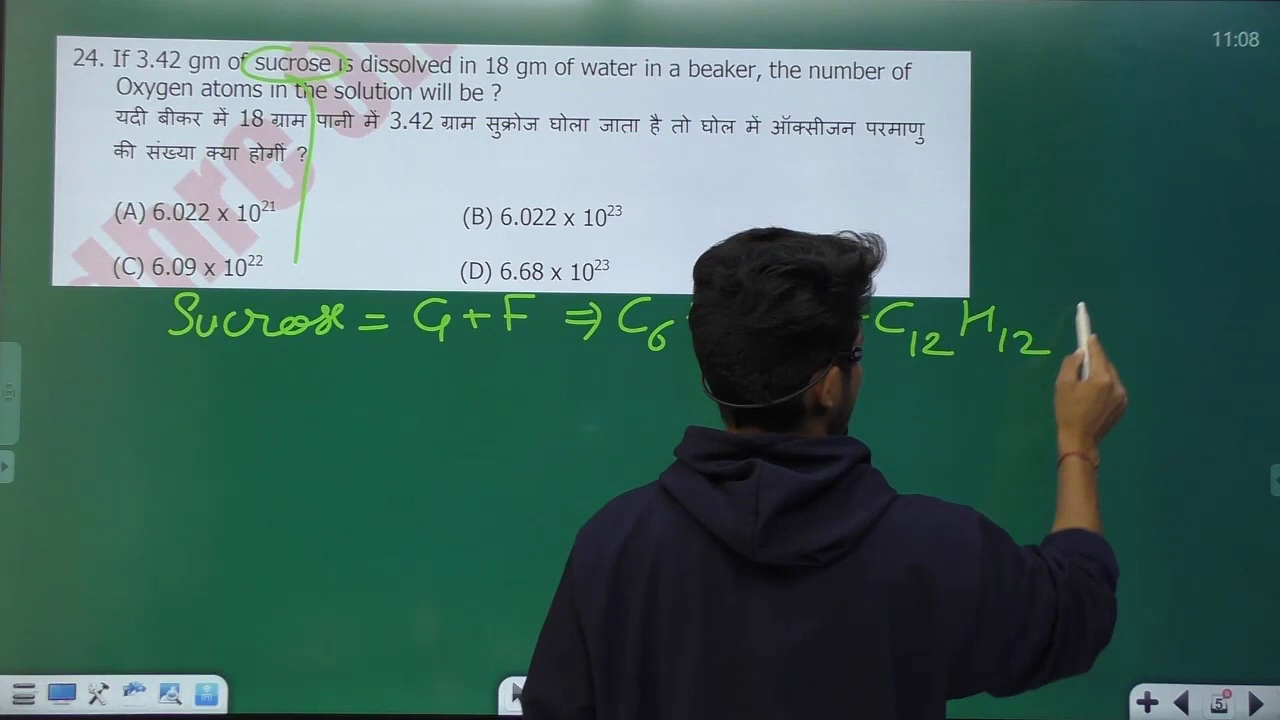 11:08
24. If 3.42 gm of sucrose is dissolved in 18 gm of water in a beaker, the number of
Oxygen atoms in the solution will be ?
यदी बीकर में 18 ग्राम पानी में 3.42 ग्राम सुक्रोज घोला जाता है तो घोल में ऑक्सीजन परमाणु
की संख्या क्या होगीं ?
(A) 6.022 x 10²¹ (B) 6.022 x 10²³
(C) 6.09 x 10²² (D) 6.68 x 10²³
Sucrose = G + F ⇒ C₆ C₁₂ H₁₂